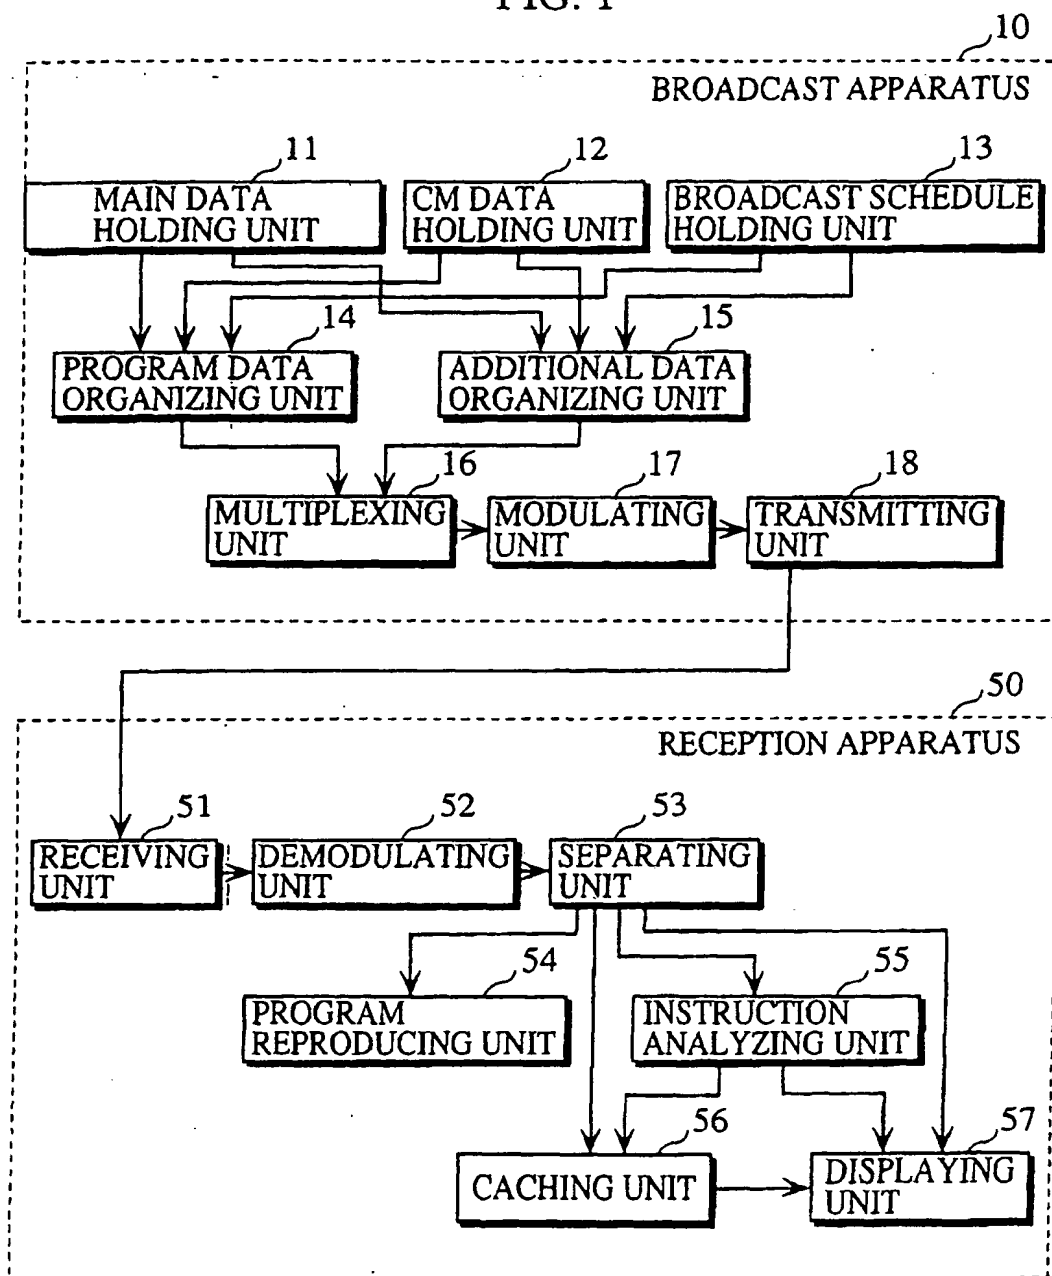 FIG. 1
10
BROADCAST APPARATUS
11
12
13
MAIN DATA
HOLDING UNIT
CM DATA
HOLDING UNIT
BROADCAST SCHEDULE
HOLDING UNIT
14
15
PROGRAM DATA
ORGANIZING UNIT
ADDITIONAL DATA
ORGANIZING UNIT
16
17
18
MULTIPLEXING
UNIT
MODULATING
UNIT
TRANSMITTING
UNIT
50
RECEPTION APPARATUS
51
52
53
RECEIVING
UNIT
DEMODULATING
UNIT
SEPARATING
UNIT
54
55
PROGRAM
REPRODUCING UNIT
INSTRUCTION
ANALYZING UNIT
56
57
CACHING UNIT
DISPLAYING
UNIT